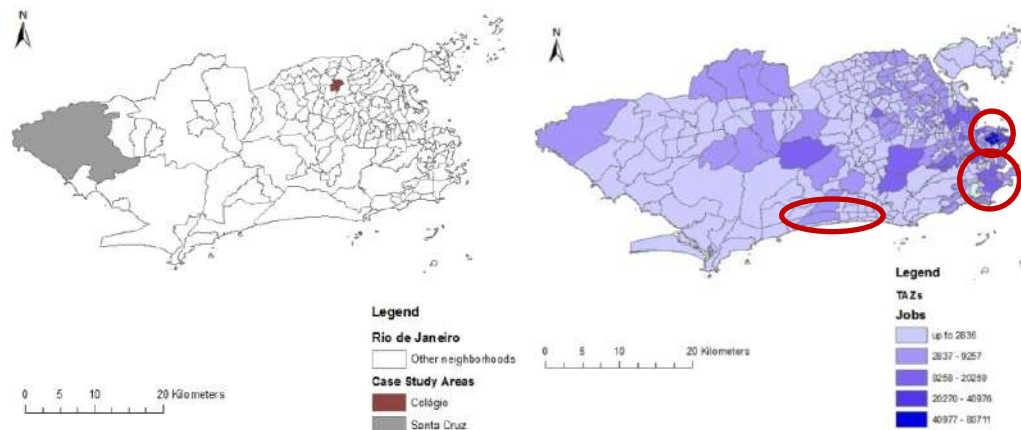 N
Legend
Rio de Janeiro
Other neighborhoods
Case Study Areas
Colégio
Santa Cruz
0 5 10 20 Kilometers
N
Legend
TAZs
Jobs
up to 2836
2837 - 9257
9258 - 20269
20270 - 40976
40977 - 80711
0 5 10 20 Kilometers